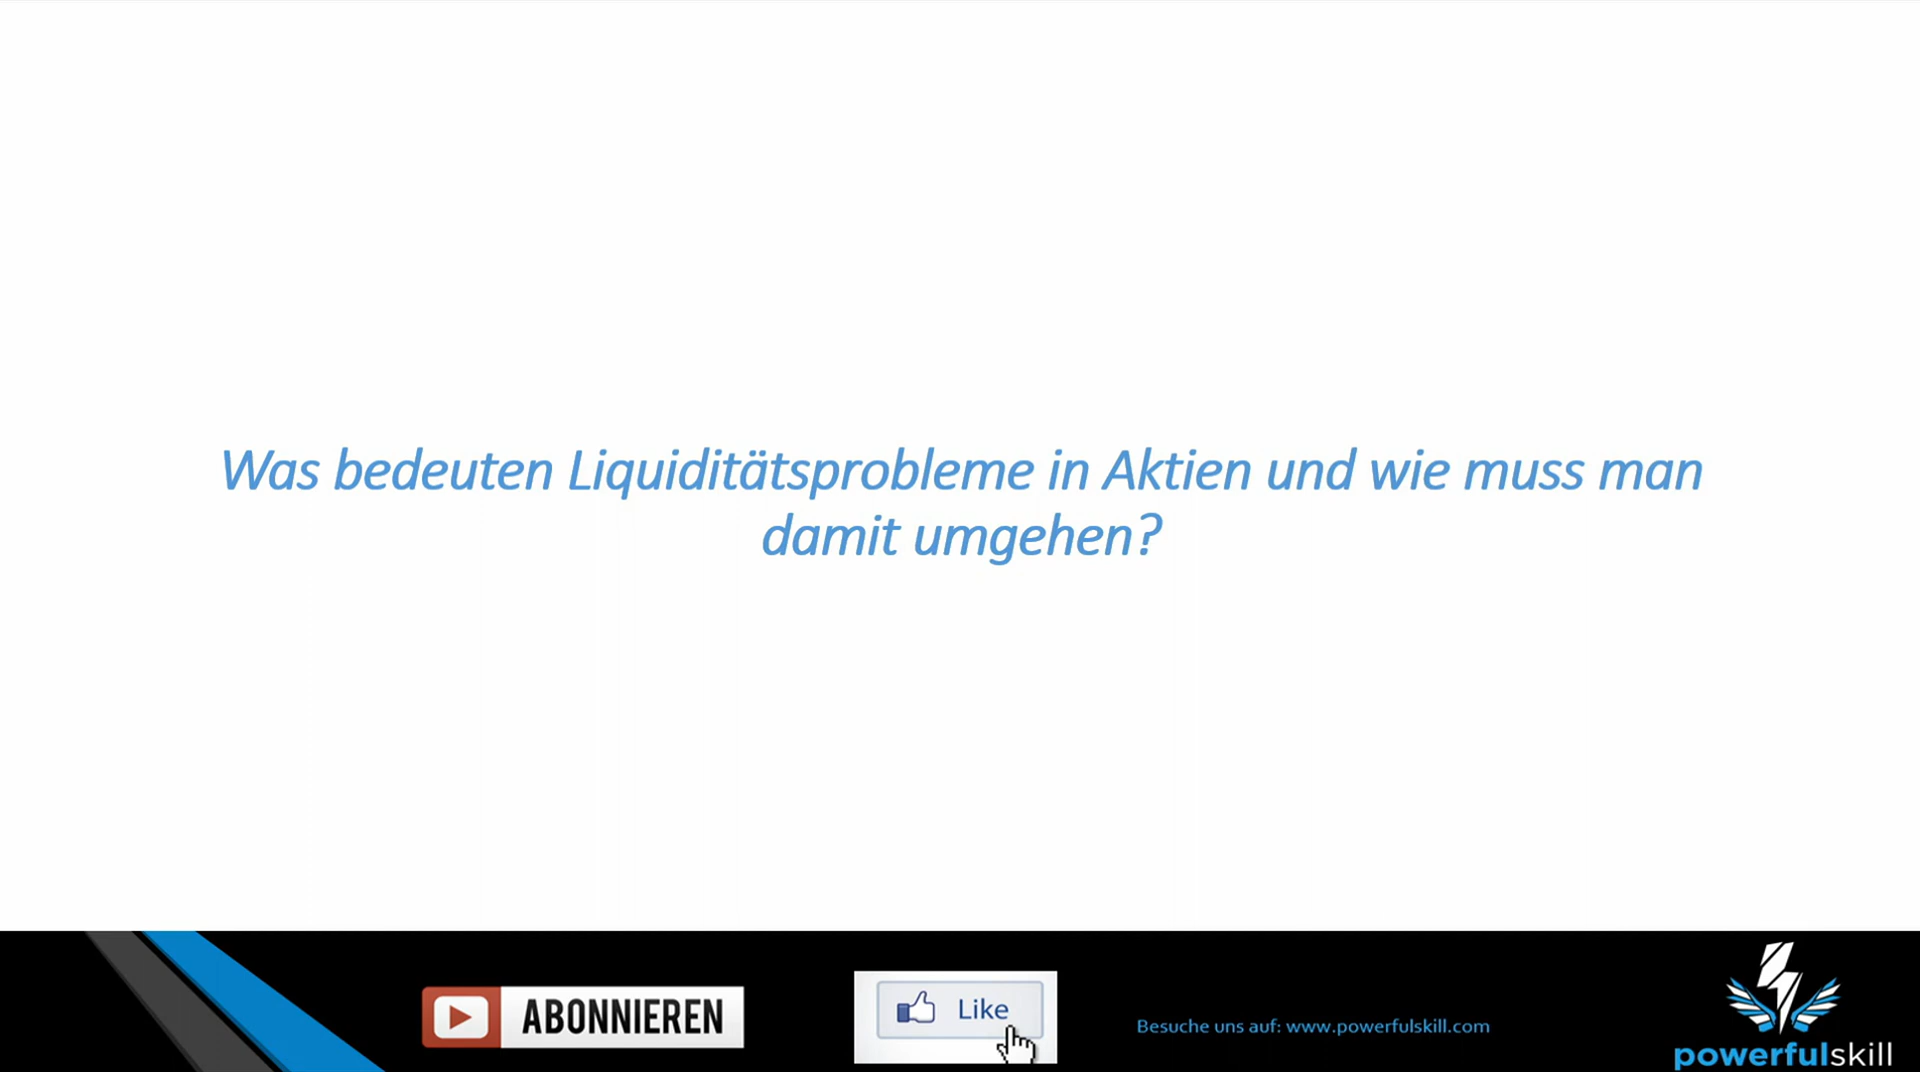 Was bedeuten Liquiditätsprobleme in Aktien und wie muss man
damit umgehen?
ABONNIEREN
Like
Besuche uns auf: www.powerfulskill.com
powerfulskill